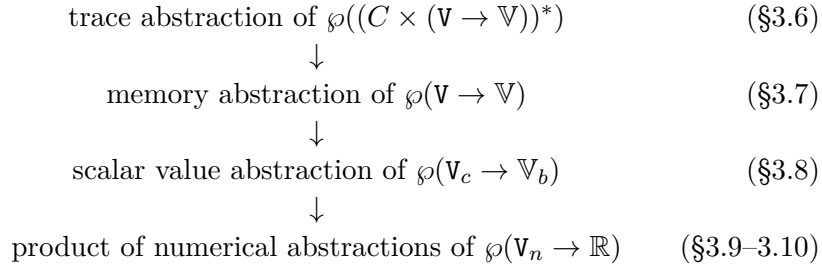 trace abstraction of ℘((C × (V → 𝕍))*) (§3.6)
↓
memory abstraction of ℘(V → 𝕍) (§3.7)
↓
scalar value abstraction of ℘(V_c → 𝕍_b) (§3.8)
↓
product of numerical abstractions of ℘(V_n → ℝ) (§3.9–3.10)